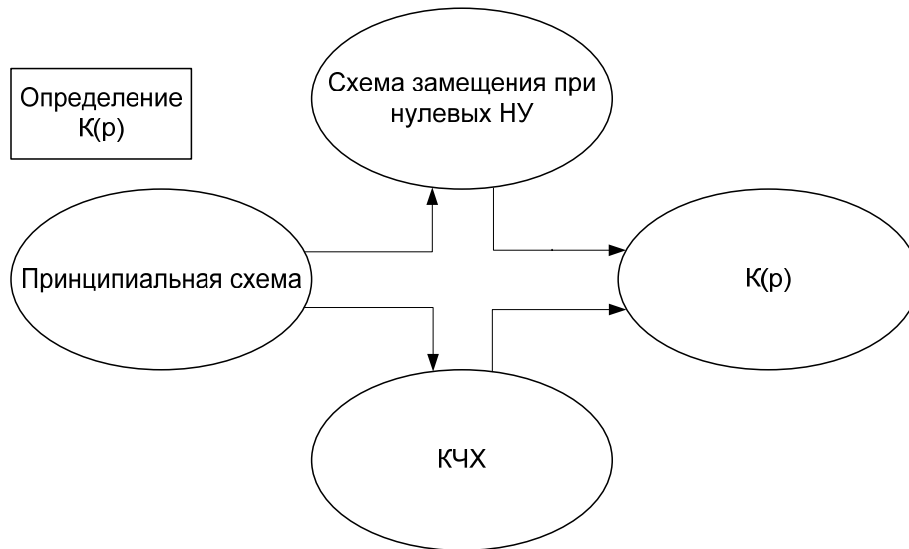 Схема замещения при
нулевых НУ
Определение
К(р)
Принципиальная схема
К(р)
КЧХ